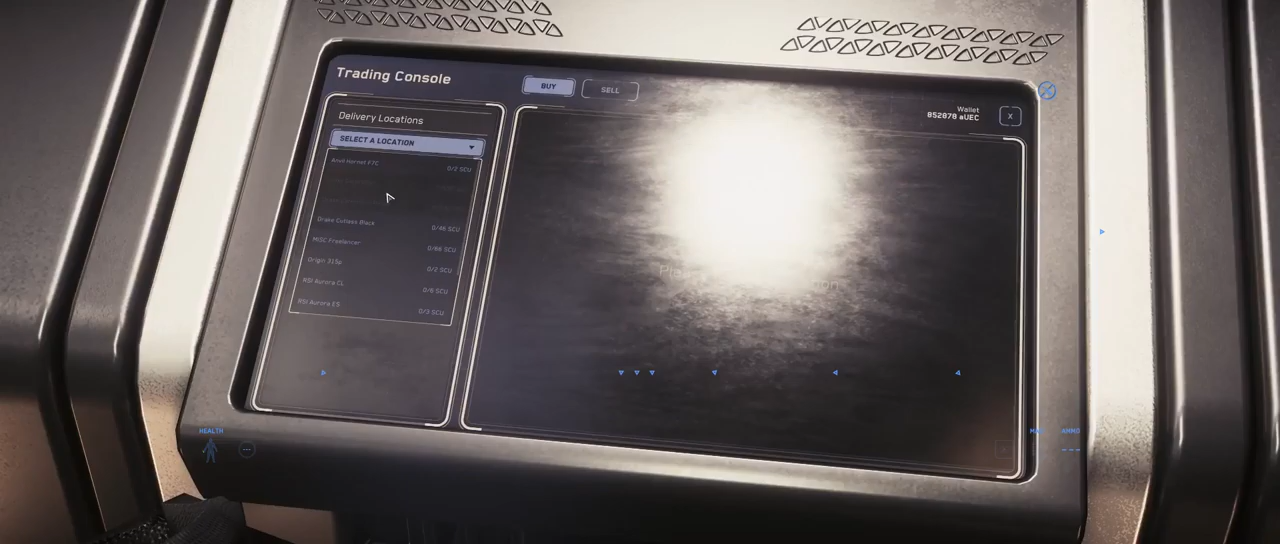 Trading Console
BUY
SELL
Wallet
852878 aUEC
X
Delivery Locations
SELECT A LOCATION
Anvil Hornet F7C
0/2 SCU
Drake Cutlass Black
0/46 SCU
MISC Freelancer
0/66 SCU
Origin 315p
0/2 SCU
RSI Aurora CL
0/6 SCU
RSI Aurora ES
0/3 SCU
HEALTH
AMMO